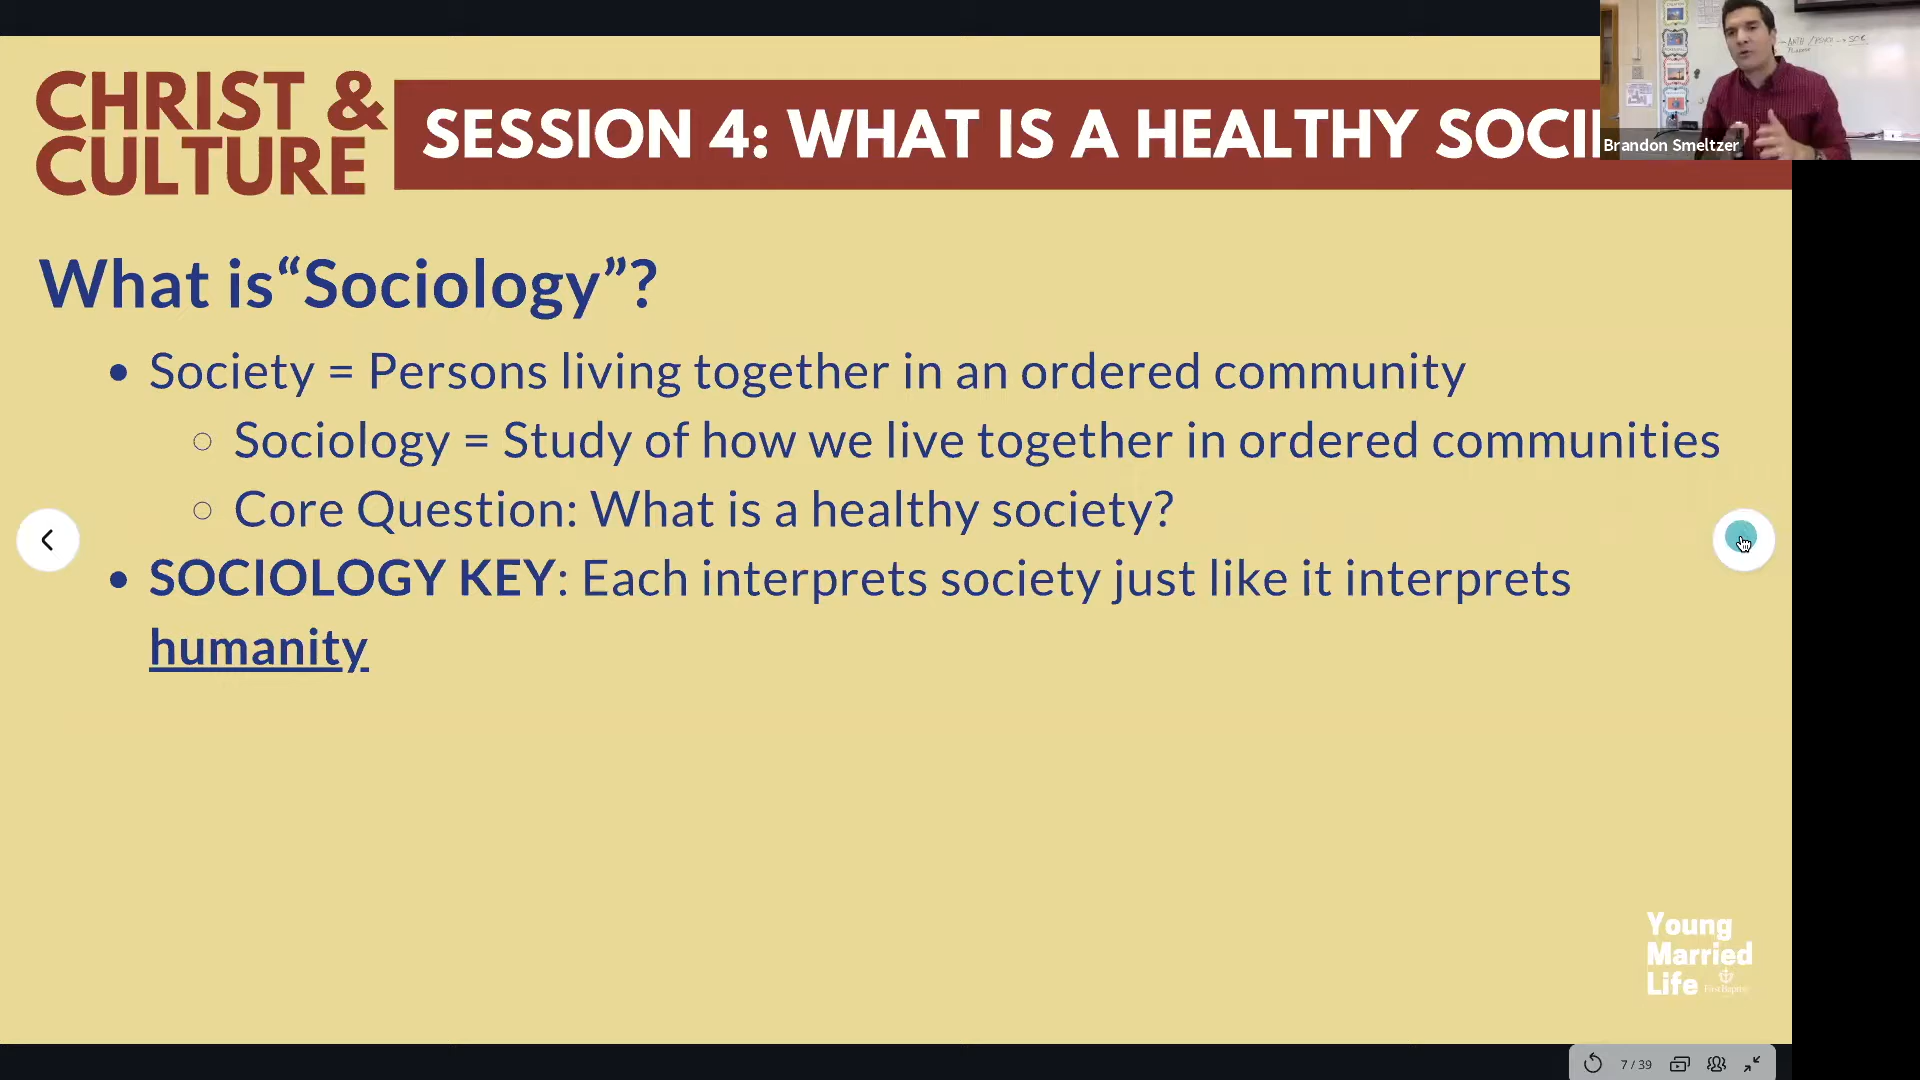 CHRIST &
CULTURE
SESSION 4: WHAT IS A HEALTHY SOCI
Brandon Smeltzer
What is“Sociology”?
• Society = Persons living together in an ordered community
○ Sociology = Study of how we live together in ordered communities
○ Core Question: What is a healthy society?
• SOCIOLOGY KEY: Each interprets society just like it interprets
humanity
Young
Married
Life
First Baptist
7 / 39